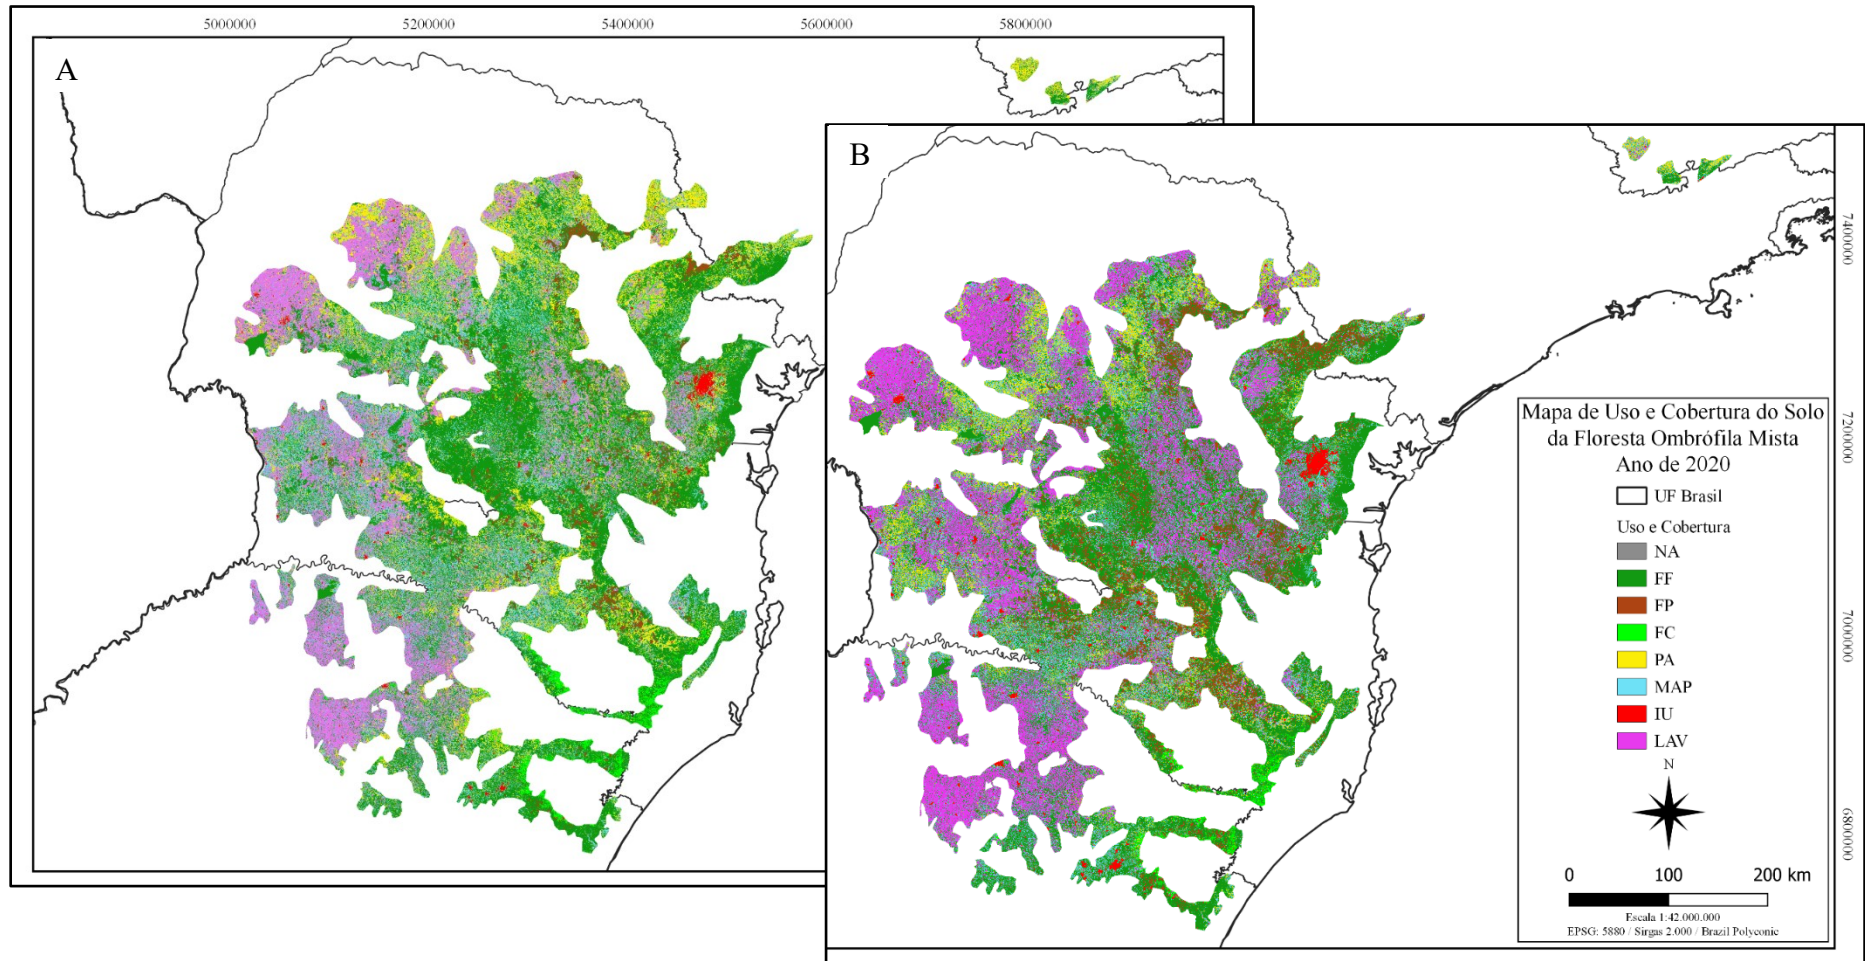 5000000 5200000 5400000 5600000 5800000
A
B
7400000
7200000
7000000
6800000
Mapa de Uso e Cobertura do Solo
da Floresta Ombrófila Mista
Ano de 2020
UF Brasil
Uso e Cobertura
NA
FF
FP
FC
PA
MAP
IU
LAV
N
0 100 200 km
Escala 1:42.000.000
EPSG: 5880 / Sirgas 2.000 / Brazil Polyconic